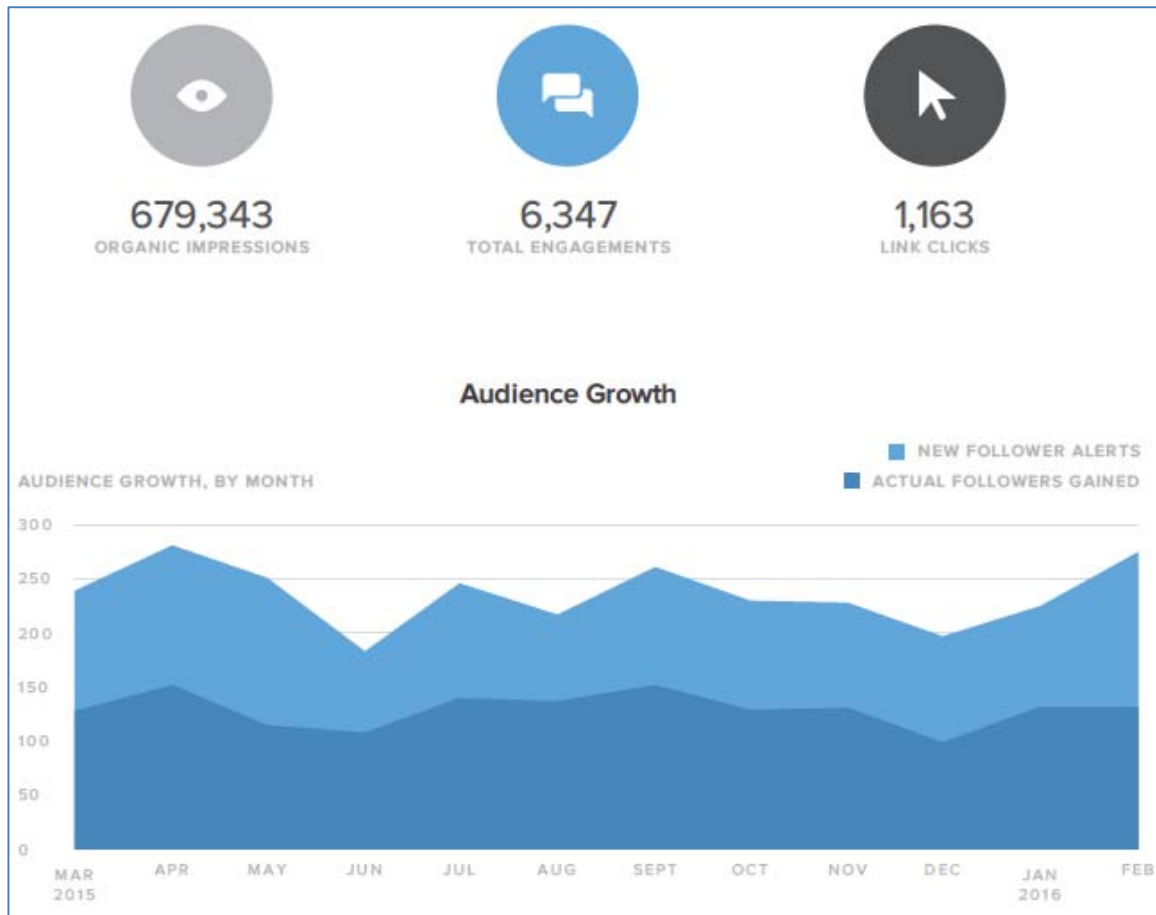 679,343
ORGANIC IMPRESSIONS
6,347
TOTAL ENGAGEMENTS
1,163
LINK CLICKS
Audience Growth
NEW FOLLOWER ALERTS
AUDIENCE GROWTH, BY MONTH
ACTUAL FOLLOWERS GAINED
300
250
200
150
100
50
0
MAR 
2015
APR
MAY
JUN
JUL
AUG
SEPT
OCT
NOV
DEC
JAN
2016
FEB